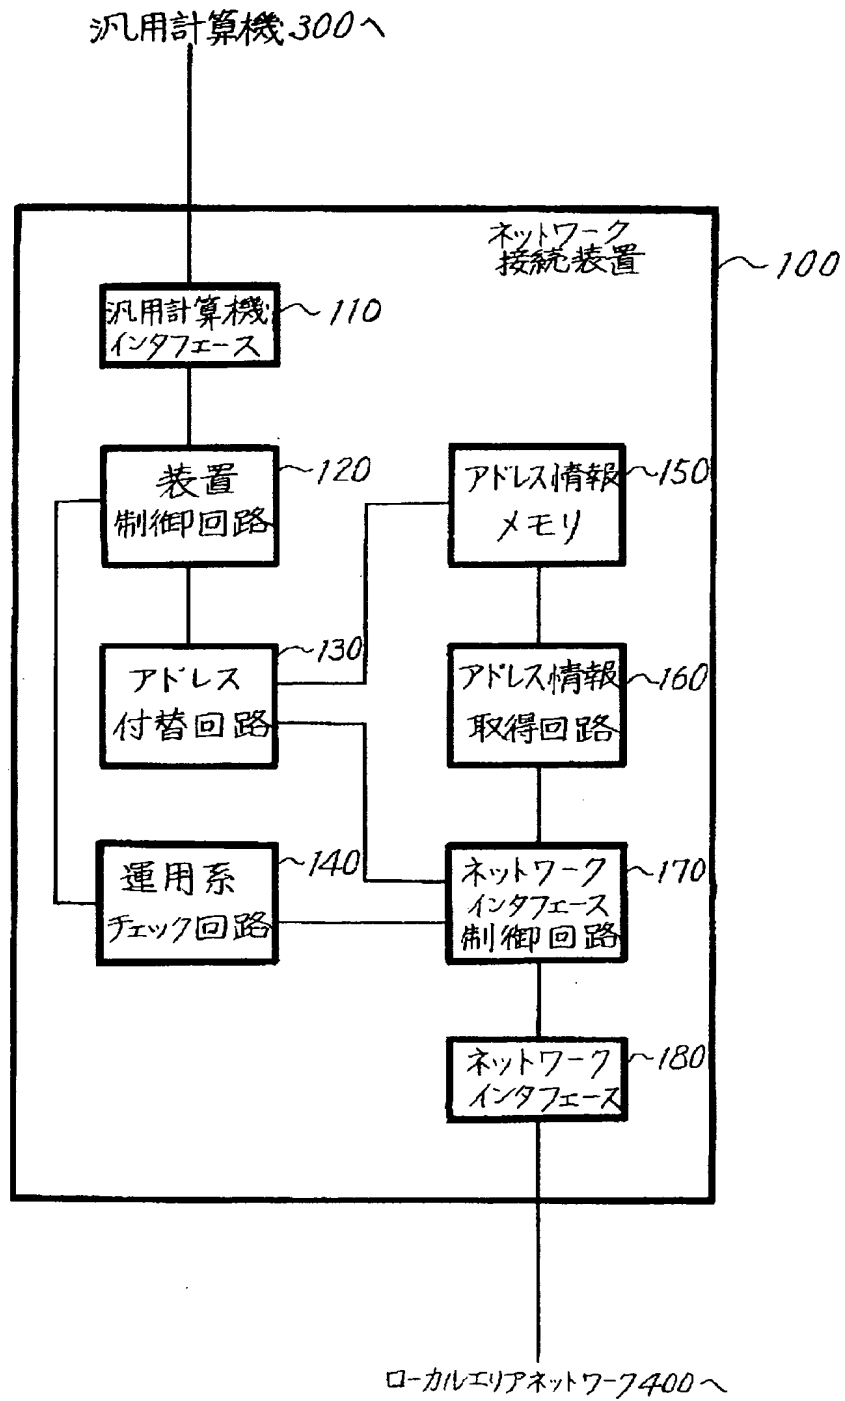 汎用計算機300へ
ネットワーク
接続装置
100
汎用計算機
インタフェース
110
装置
制御回路
120
アドレス情報
メモリ
150
アドレス
付替回路
130
アドレス情報
取得回路
160
運用系
チェック回路
140
ネットワーク
インタフェース
制御回路
170
ネットワーク
インタフェース
180
ローカルエリアネットワーク400へ